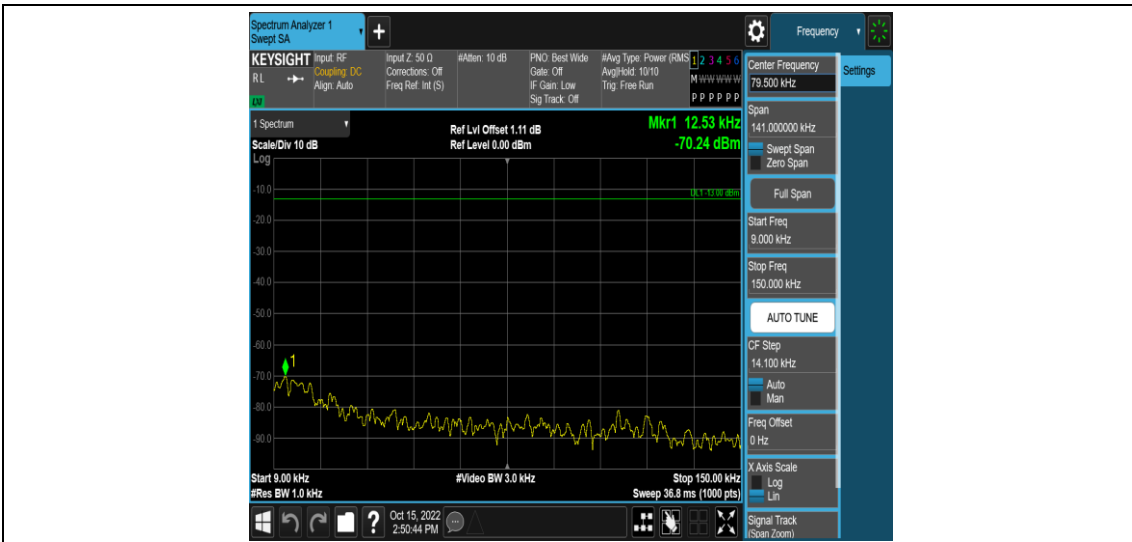 Spectrum Analyzer 1
Swept SA
+
Frequency
KEYSIGHT
RL
LXI
Input: RF
Coupling: DC
Align: Auto
Input Z: 50 Ω
Corrections: Off
Freq Ref: Int (S)
#Atten: 10 dB
PNO: Best Wide
Gate: Off
IF Gain: Low
Sig Track: Off
#Avg Type: Power (RMS
Avg|Hold: 10/10
Trig: Free Run
1 2 3 4 5 6
M W W W W W
P P P P P P
1 Spectrum
Scale/Div 10 dB
Ref Lvl Offset 1.11 dB
Ref Level 0.00 dBm
Mkr1 12.53 kHz
-70.24 dBm
Log
DL1 -13.00 dBm
-10.0
-20.0
-30.0
-40.0
-50.0
-60.0
-70.0
-80.0
-90.0
1
Start 9.00 kHz
#Res BW 1.0 kHz
#Video BW 3.0 kHz
Stop 150.00 kHz
Sweep 36.8 ms (1000 pts)
Center Frequency
79.500 kHz
Settings
Span
141.000000 kHz
Swept Span
Zero Span
Full Span
Start Freq
9.000 kHz
Stop Freq
150.000 kHz
AUTO TUNE
CF Step
14.100 kHz
Auto
Man
Freq Offset
0 Hz
X Axis Scale
Log
Lin
Signal Track
(Span Zoom)
?
Oct 15, 2022
2:50:44 PM